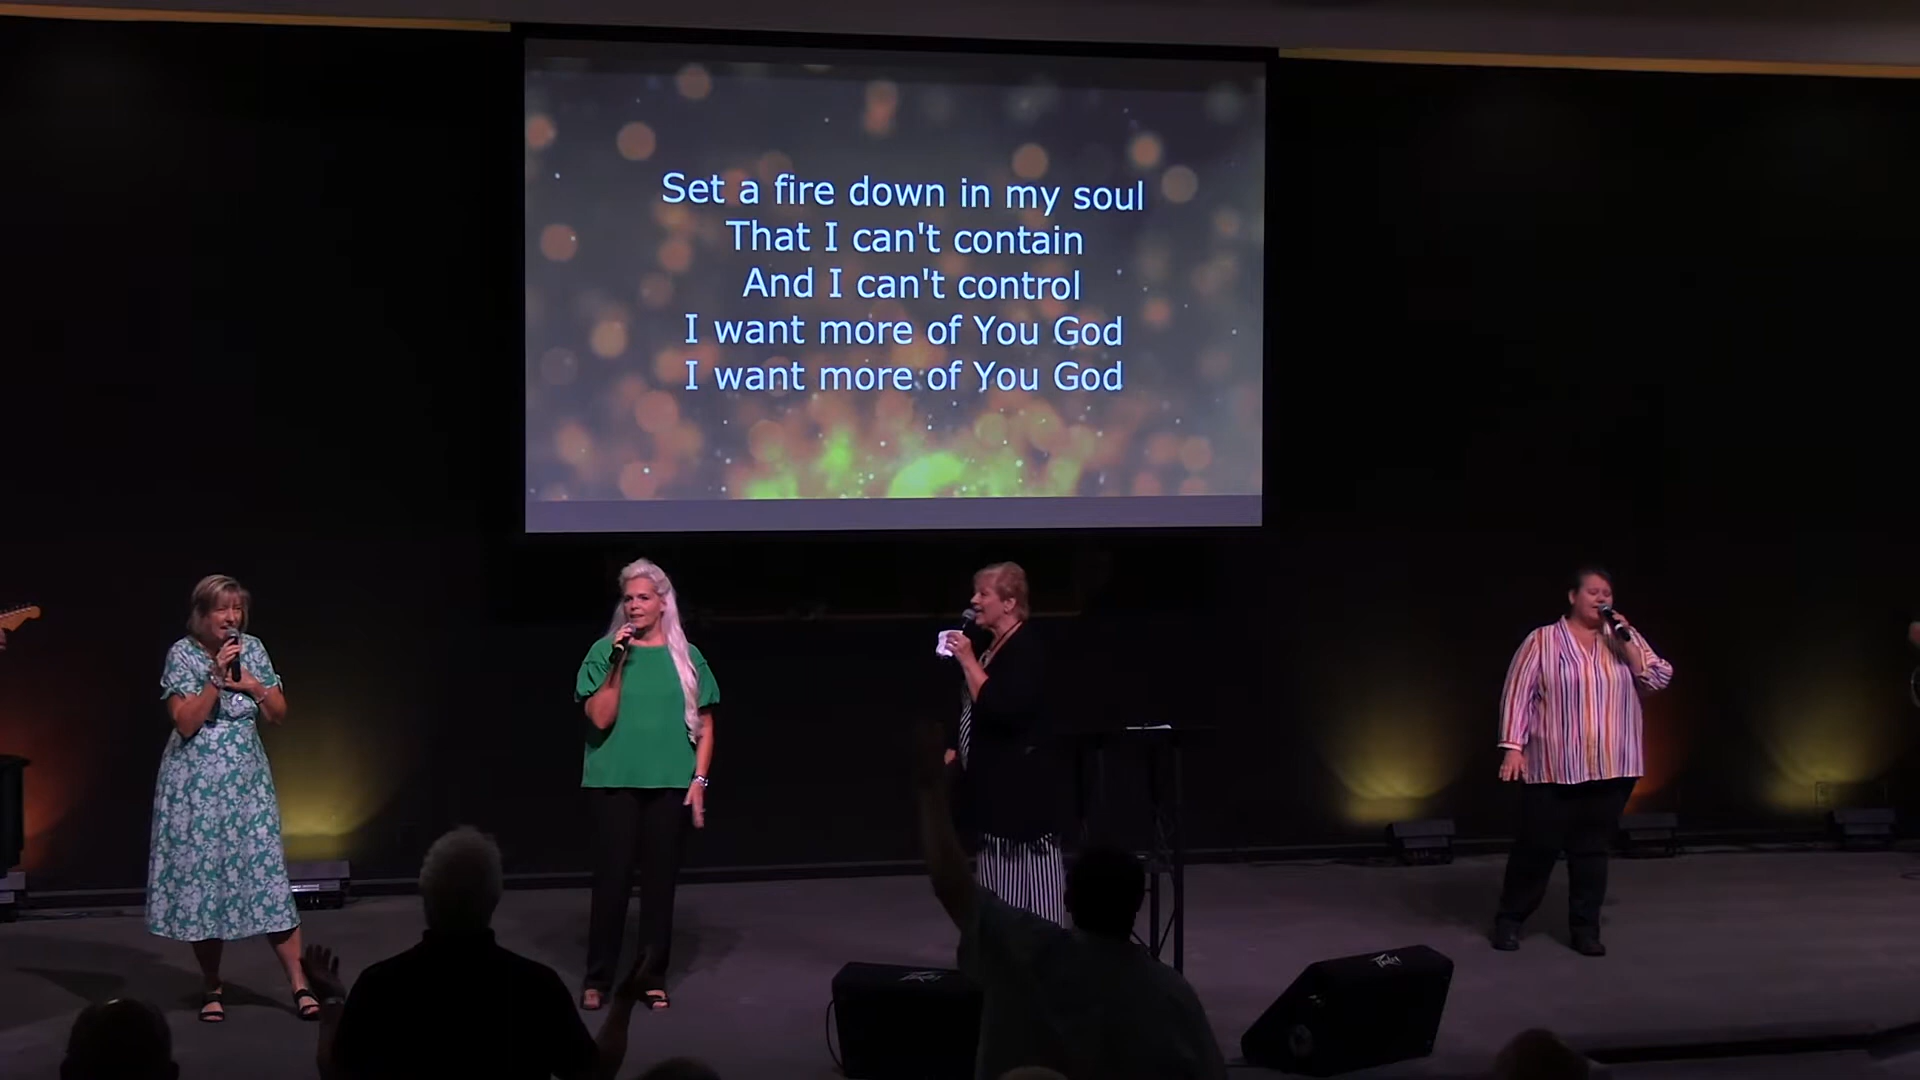 Set a fire down in my soul
That I can't contain
And I can't control
I want more of You God
I want more of You God
Peavey